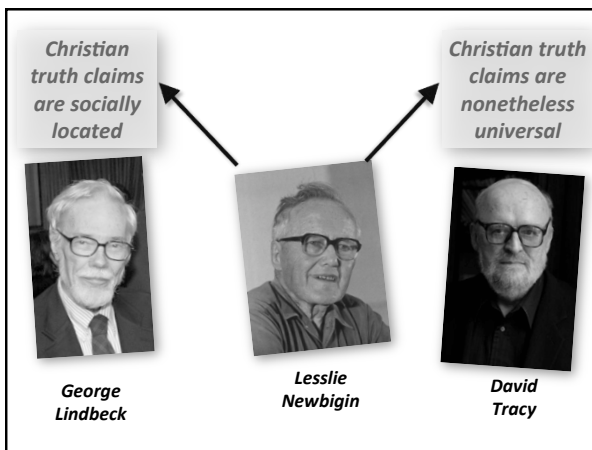 Christian
truth claims
are socially
located
Christian truth
claims are
nonetheless
universal
George
Lindbeck
Lesslie
Newbigin
David
Tracy